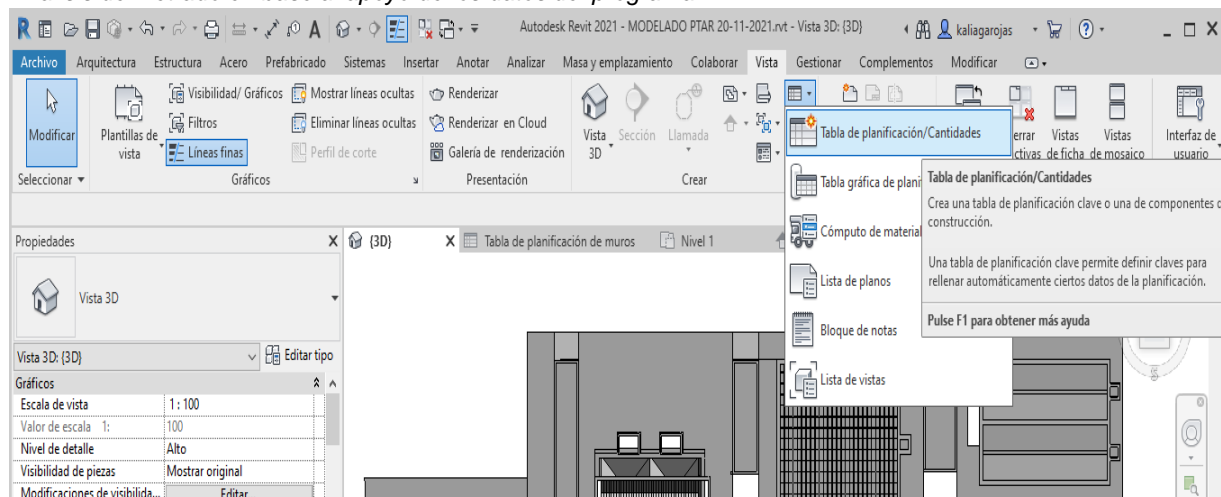 Autodesk Revit 2021 - MODELADO PTAR 20-11-2021.rvt - Vista 3D: {3D}
kaliagarojas
Archivo Arquitectura Estructura Acero Prefabricado Sistemas Insertar Anotar Analizar Masa y emplazamiento Colaborar Vista Gestionar Complementos Modificar
Modificar
Plantillas de vista
Visibilidad/ Gráficos
Filtros
Líneas finas
Mostrar líneas ocultas
Eliminar líneas ocultas
Perfil de corte
Renderizar
Renderizar en Cloud
Galería de renderización
Vista 3D
Sección
Llamada
Vistas de ficha
Vistas de mosaico
Interfaz de usuario
Seleccionar
Gráficos
Presentación
Crear
Tabla de planificación/Cantidades
Tabla gráfica de plani
Cómputo de material
Lista de planos
Bloque de notas
Lista de vistas
Tabla de planificación/Cantidades
Crea una tabla de planificación clave o una de componentes
construcción.
Una tabla de planificación clave permite definir claves para
rellenar automáticamente ciertos datos de la planificación.
Pulse F1 para obtener más ayuda
Propiedades
{3D}
Tabla de planificación de muros
Nivel 1
Vista 3D
Vista 3D: {3D}
Editar tipo
Gráficos
Escala de vista 1 : 100
Valor de escala 1: 100
Nivel de detalle Alto
Visibilidad de piezas Mostrar original
Modificaciones de visibilida... Editar